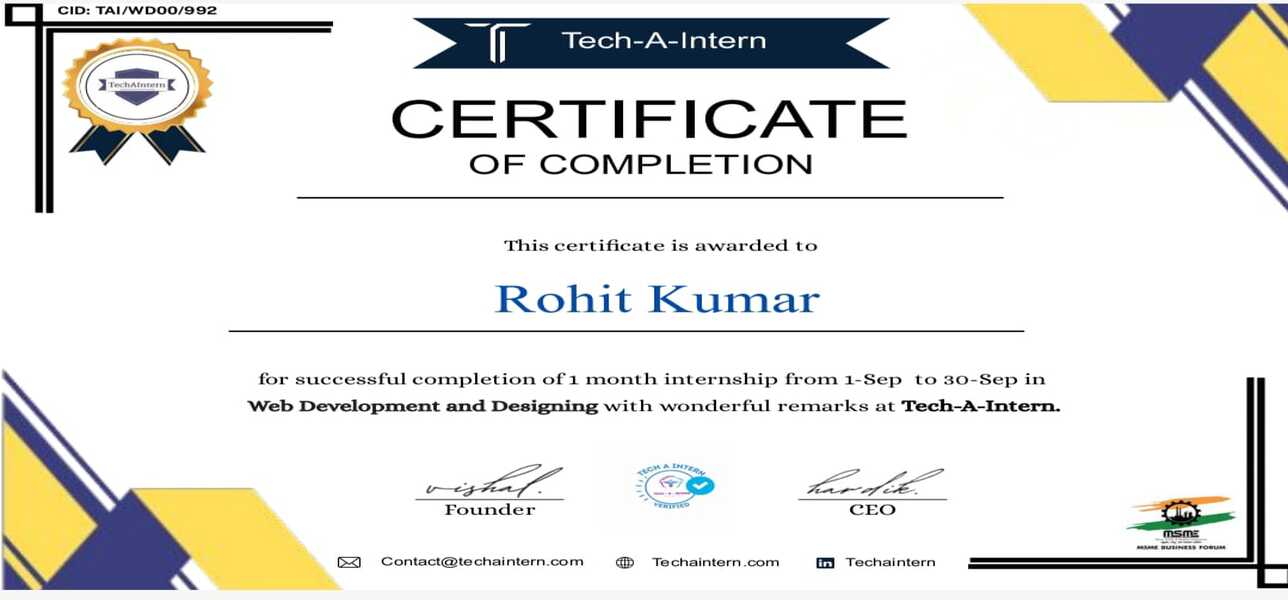 CID: TAI/WD00/992
Tech-A-Intern
TechAIntern
CERTIFICATE
OF COMPLETION
This certificate is awarded to
Rohit Kumar
for successful completion of 1 month internship from 1-Sep to 30-Sep in
Web Development and Designing with wonderful remarks at Tech-A-Intern.
vishal.
Founder
TECH A INTERN
VERIFIED
hardik.
CEO
MSME
MSME BUSINESS FORUM
Contact@techaintern.com
Techaintern.com
Techaintern